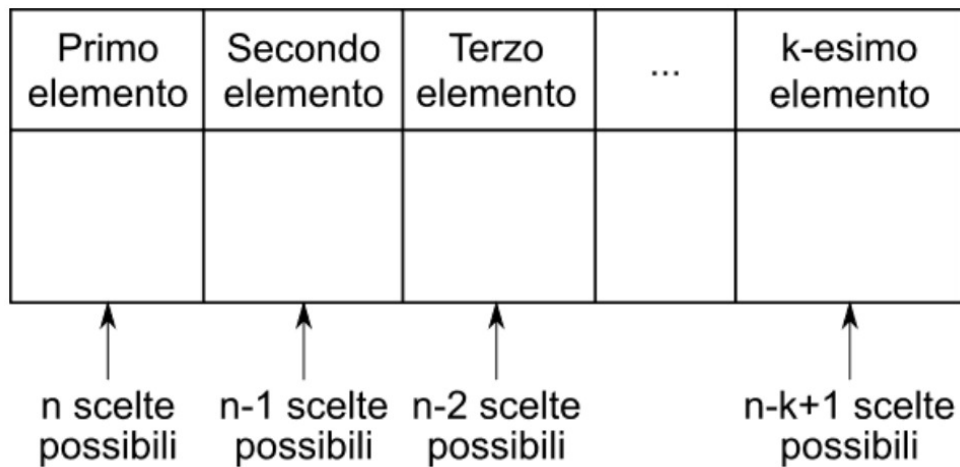 Primo
elemento
Secondo
elemento
Terzo
elemento
...
k-esimo
elemento
n scelte
possibili
n-1 scelte
possibili
n-2 scelte
possibili
n-k+1 scelte
possibili